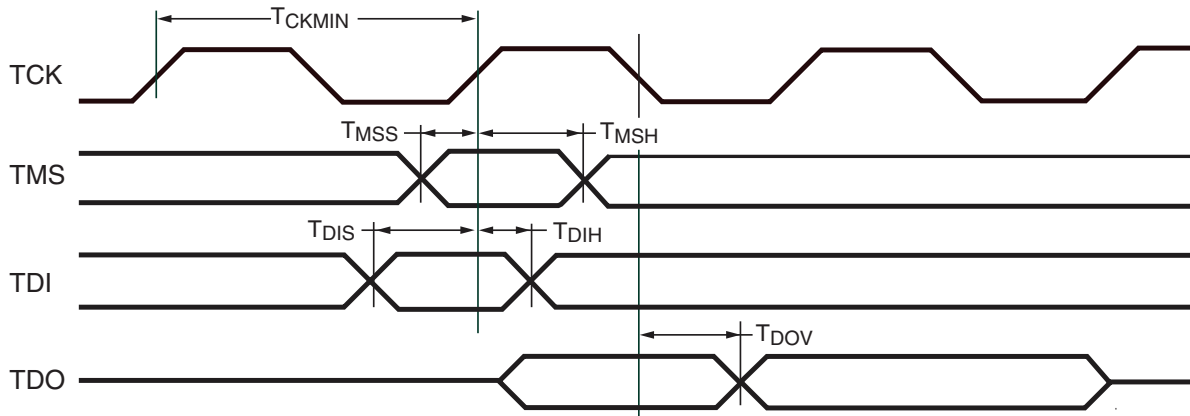 TCKMIN
TCK
TMSS TMSH
TMS
TDIS TDIH
TDI
TDOV
TDO